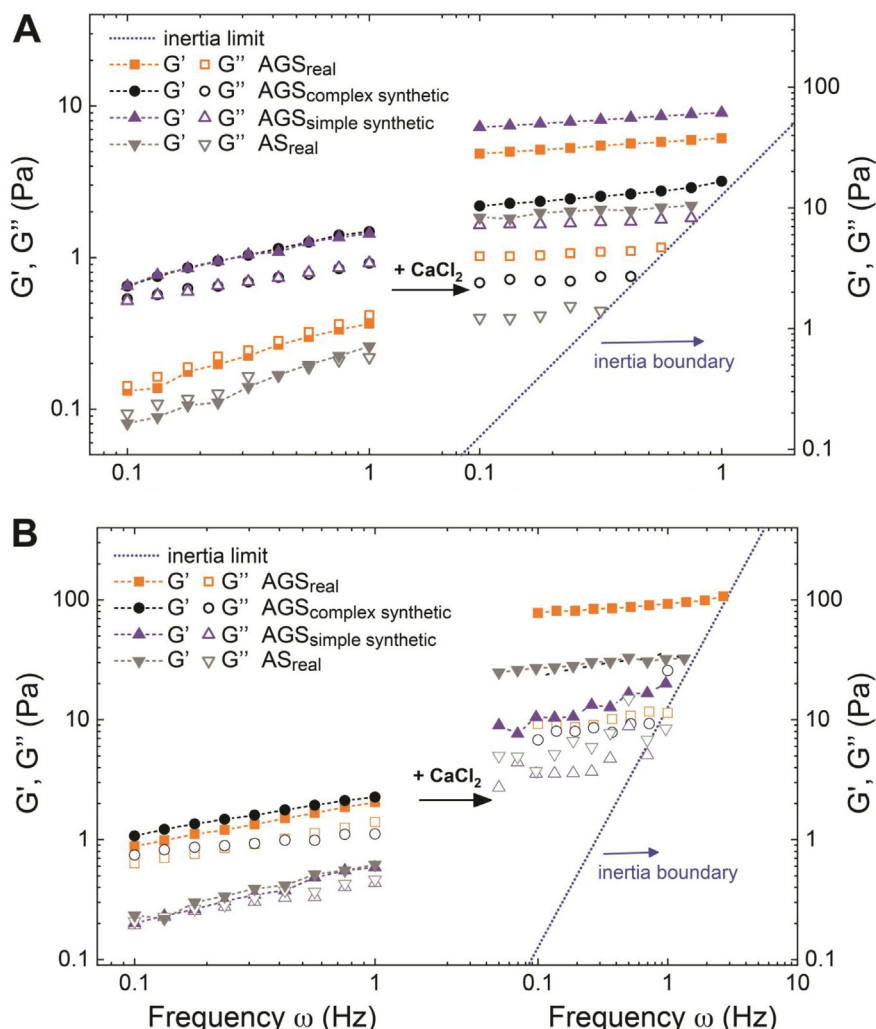 A
inertia limit
G' G'' AGSreal
G' G'' AGScomplex synthetic
G' G'' AGSsimple synthetic
G' G'' ASreal
+ CaCl2
inertia boundary
G', G'' (Pa)
10
1
0.1
0.1 1
0.1 1
100
10
1
0.1
G', G'' (Pa)
B
inertia limit
G' G'' AGSreal
G' G'' AGScomplex synthetic
G' G'' AGSsimple synthetic
G' G'' ASreal
+ CaCl2
inertia boundary
G', G'' (Pa)
100
10
1
0.1
0.1 1
0.1 1 10
100
10
1
0.1
G', G'' (Pa)
Frequency ω (Hz) Frequency ω (Hz)